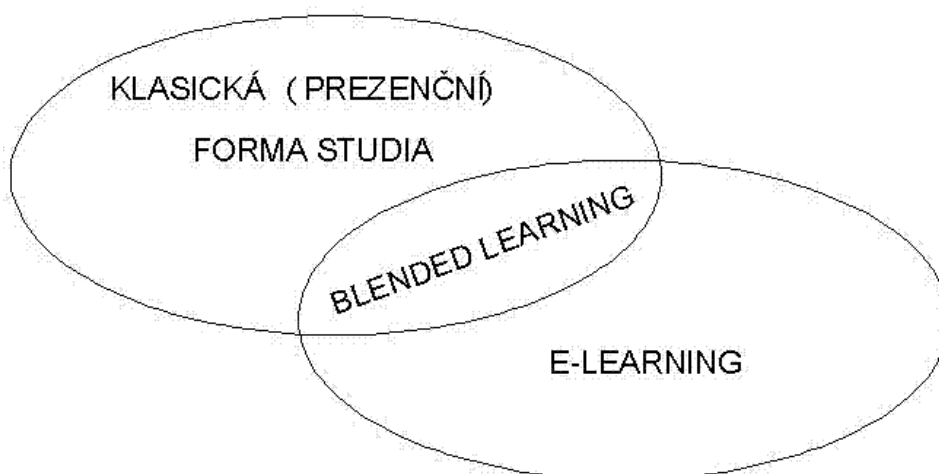 KLASICKÁ ( PREZENČNÍ)
FORMA STUDIA
BLENDED LEARNING
E-LEARNING